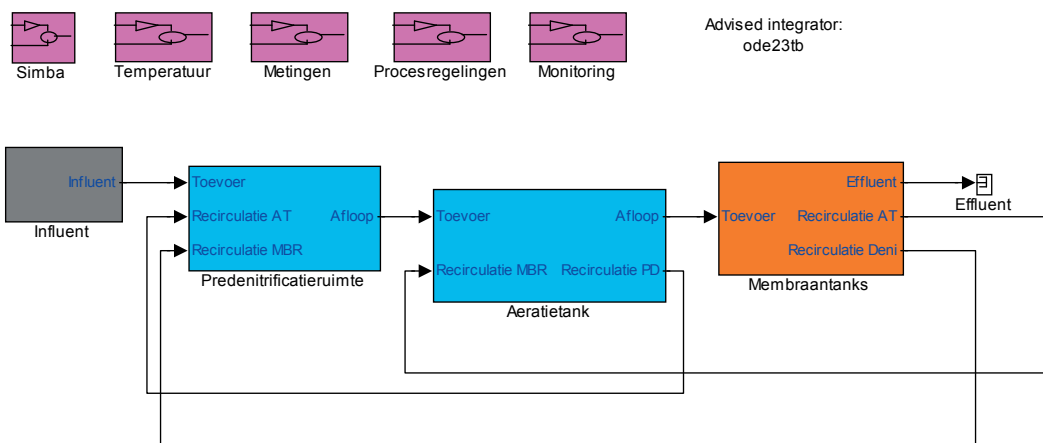 Advised integrator:
ode23tb
Simba
Temperatuur
Metingen
Procesregelingen
Monitoring
Influent
Influent
Toevoer
Recirculatie AT
Afloop
Recirculatie MBR
Predenitrificatieruimte
Toevoer
Afloop
Recirculatie MBR
Recirculatie PD
Aeratietank
Toevoer
Effluent
Recirculatie AT
Recirculatie Deni
Membraantanks
Effluent